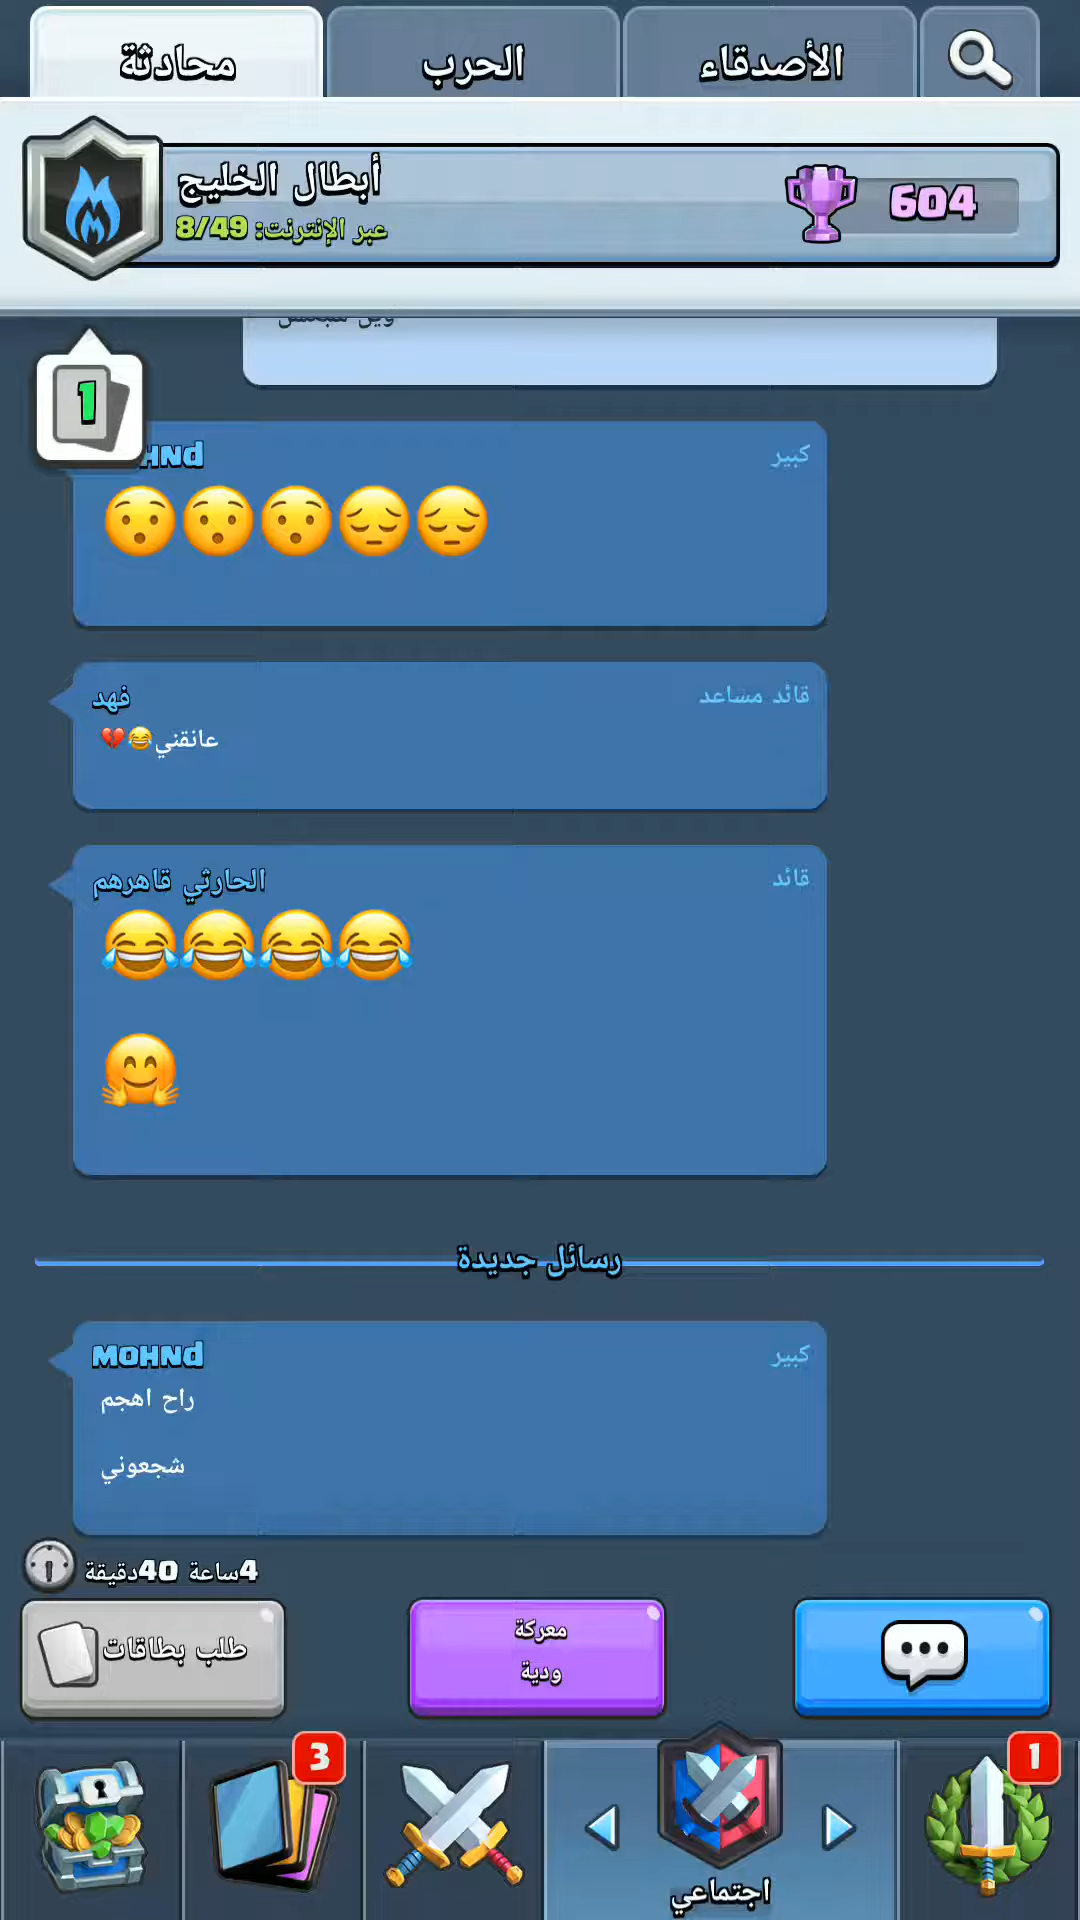 محادثة
الحرب
الأصدقاء
أبطال الخليج
عبر الإنترنت: 8/49
604
1
كبير
😯😯😯😔😔
فهد
قائد مساعد
عانقني😂💔
الحارثي قاهرهم
قائد
😂😂😂😂
🤗
رسائل جديدة
MOHNd
كبير
راح اهجم
شجعوني
4ساعة 40دقيقة
طلب بطاقات
معركة
ودية
3
1
اجتماعي